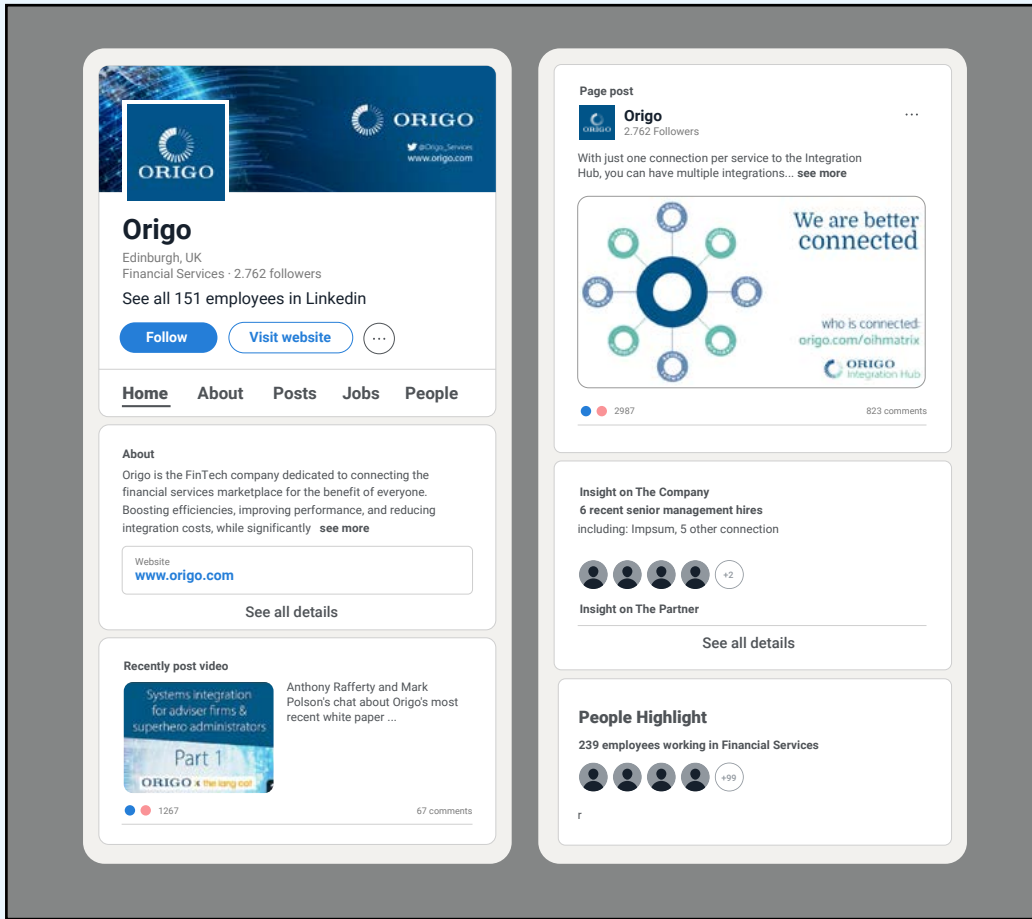 ORIGO
@Origo_Services
www.origo.com
ORIGO
Origo
Edinburgh, UK
Financial Services · 2.762 followers
See all 151 employees in Linkedin
Follow
Visit website
...
Home About Posts Jobs People
About
Origo is the FinTech company dedicated to connecting the
financial services marketplace for the benefit of everyone.
Boosting efficiencies, improving performance, and reducing
integration costs, while significantly see more
Website
www.origo.com
See all details
Recently post video
Systems integration
for adviser firms &
superhero administrators
Part 1
ORIGO x the lang cat
Anthony Rafferty and Mark
Polson's chat about Origo's most
recent white paper ...
1267
67 comments
Page post
ORIGO
Origo
2.762 Followers
...
With just one connection per service to the Integration
Hub, you can have multiple integrations... see more
We are better
connected
who is connected:
origo.com/oihmatrix
ORIGO
Integration Hub
2987
823 comments
Insight on The Company
6 recent senior management hires
including: Impsum, 5 other connection
+2
Insight on The Partner
See all details
People Highlight
239 employees working in Financial Services
+99
r